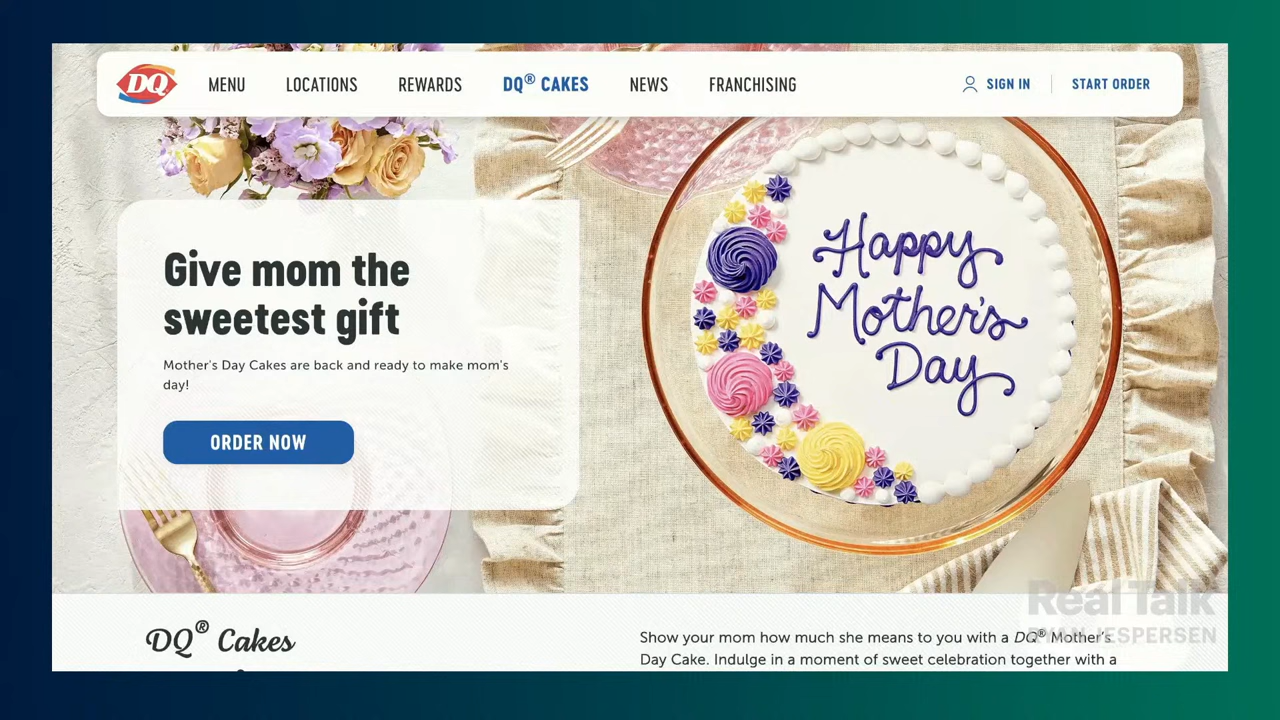 DQ MENU LOCATIONS REWARDS DQ® CAKES NEWS FRANCHISING SIGN IN START ORDER
Give mom the
sweetest gift
Mother's Day Cakes are back and ready to make mom's
day!
ORDER NOW
Happy
Mother's
Day
DQ® Cakes
Show your mom how much she means to you with a DQ® Mother's
Day Cake. Indulge in a moment of sweet celebration together with a
Real Talk
RYAN JESPERSEN